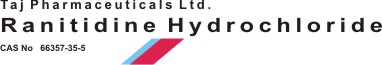 Taj Pharmaceuticals Ltd.
Ranitidine Hydrochloride
CAS No 66357-35-5